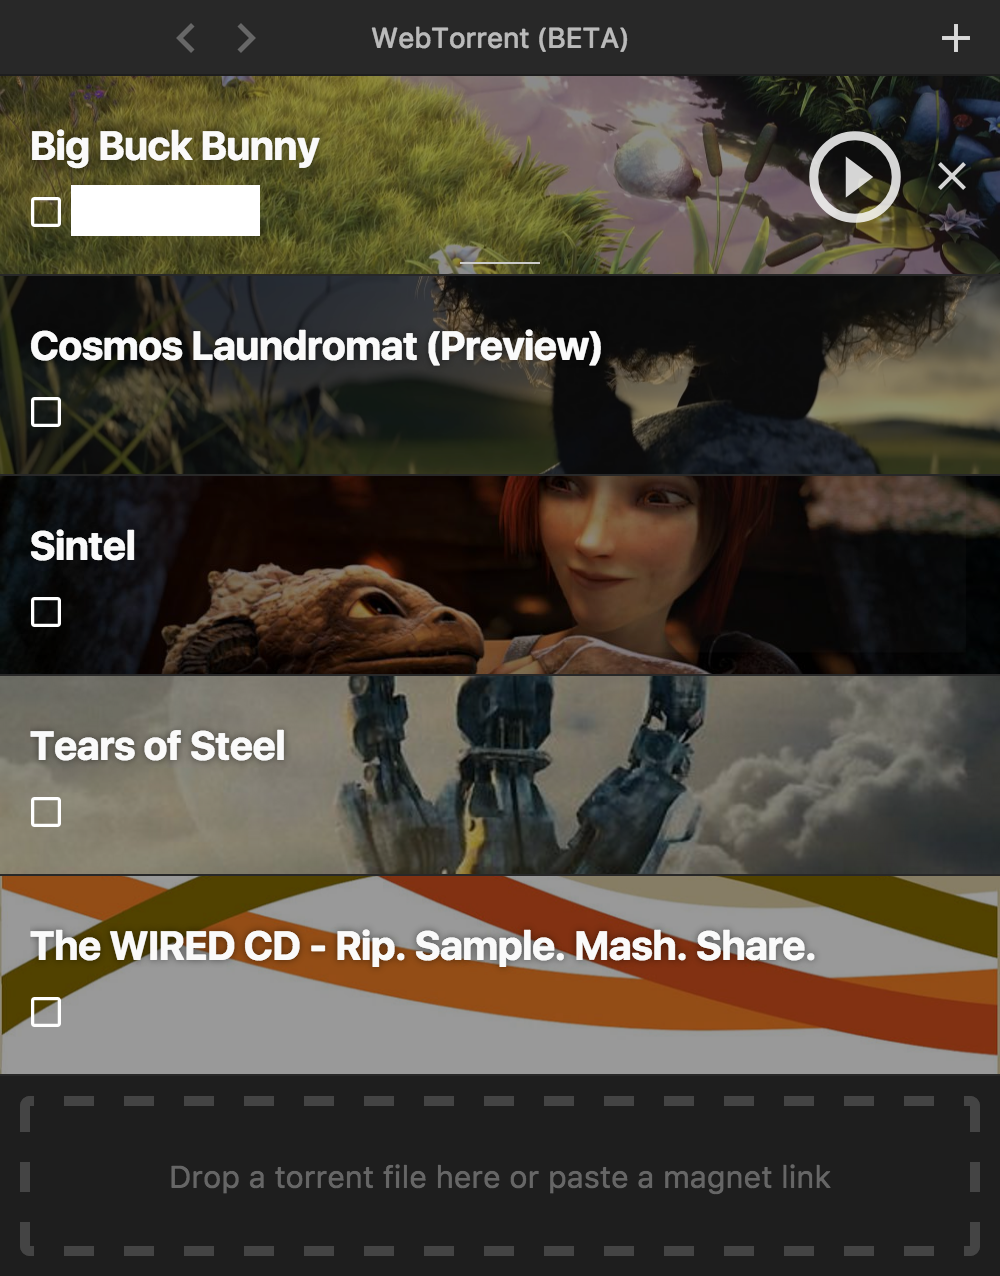 WebTorrent (BETA)
Big Buck Bunny
Cosmos Laundromat (Preview)
Sintel
Tears of Steel
The WIRED CD - Rip. Sample. Mash. Share.
Drop a torrent file here or paste a magnet link